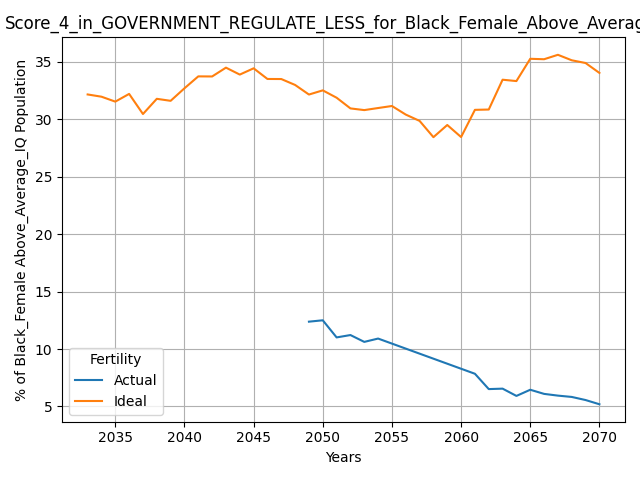 Score_4_in_GOVERNMENT_REGULATE_LESS_for_Black_Female_Above_Averag
% of Black_Female Above_Average_IQ Population
35
30
25
20
15
10
5
Fertility
Actual
Ideal
2035 2040 2045 2050 2055 2060 2065 2070
Years